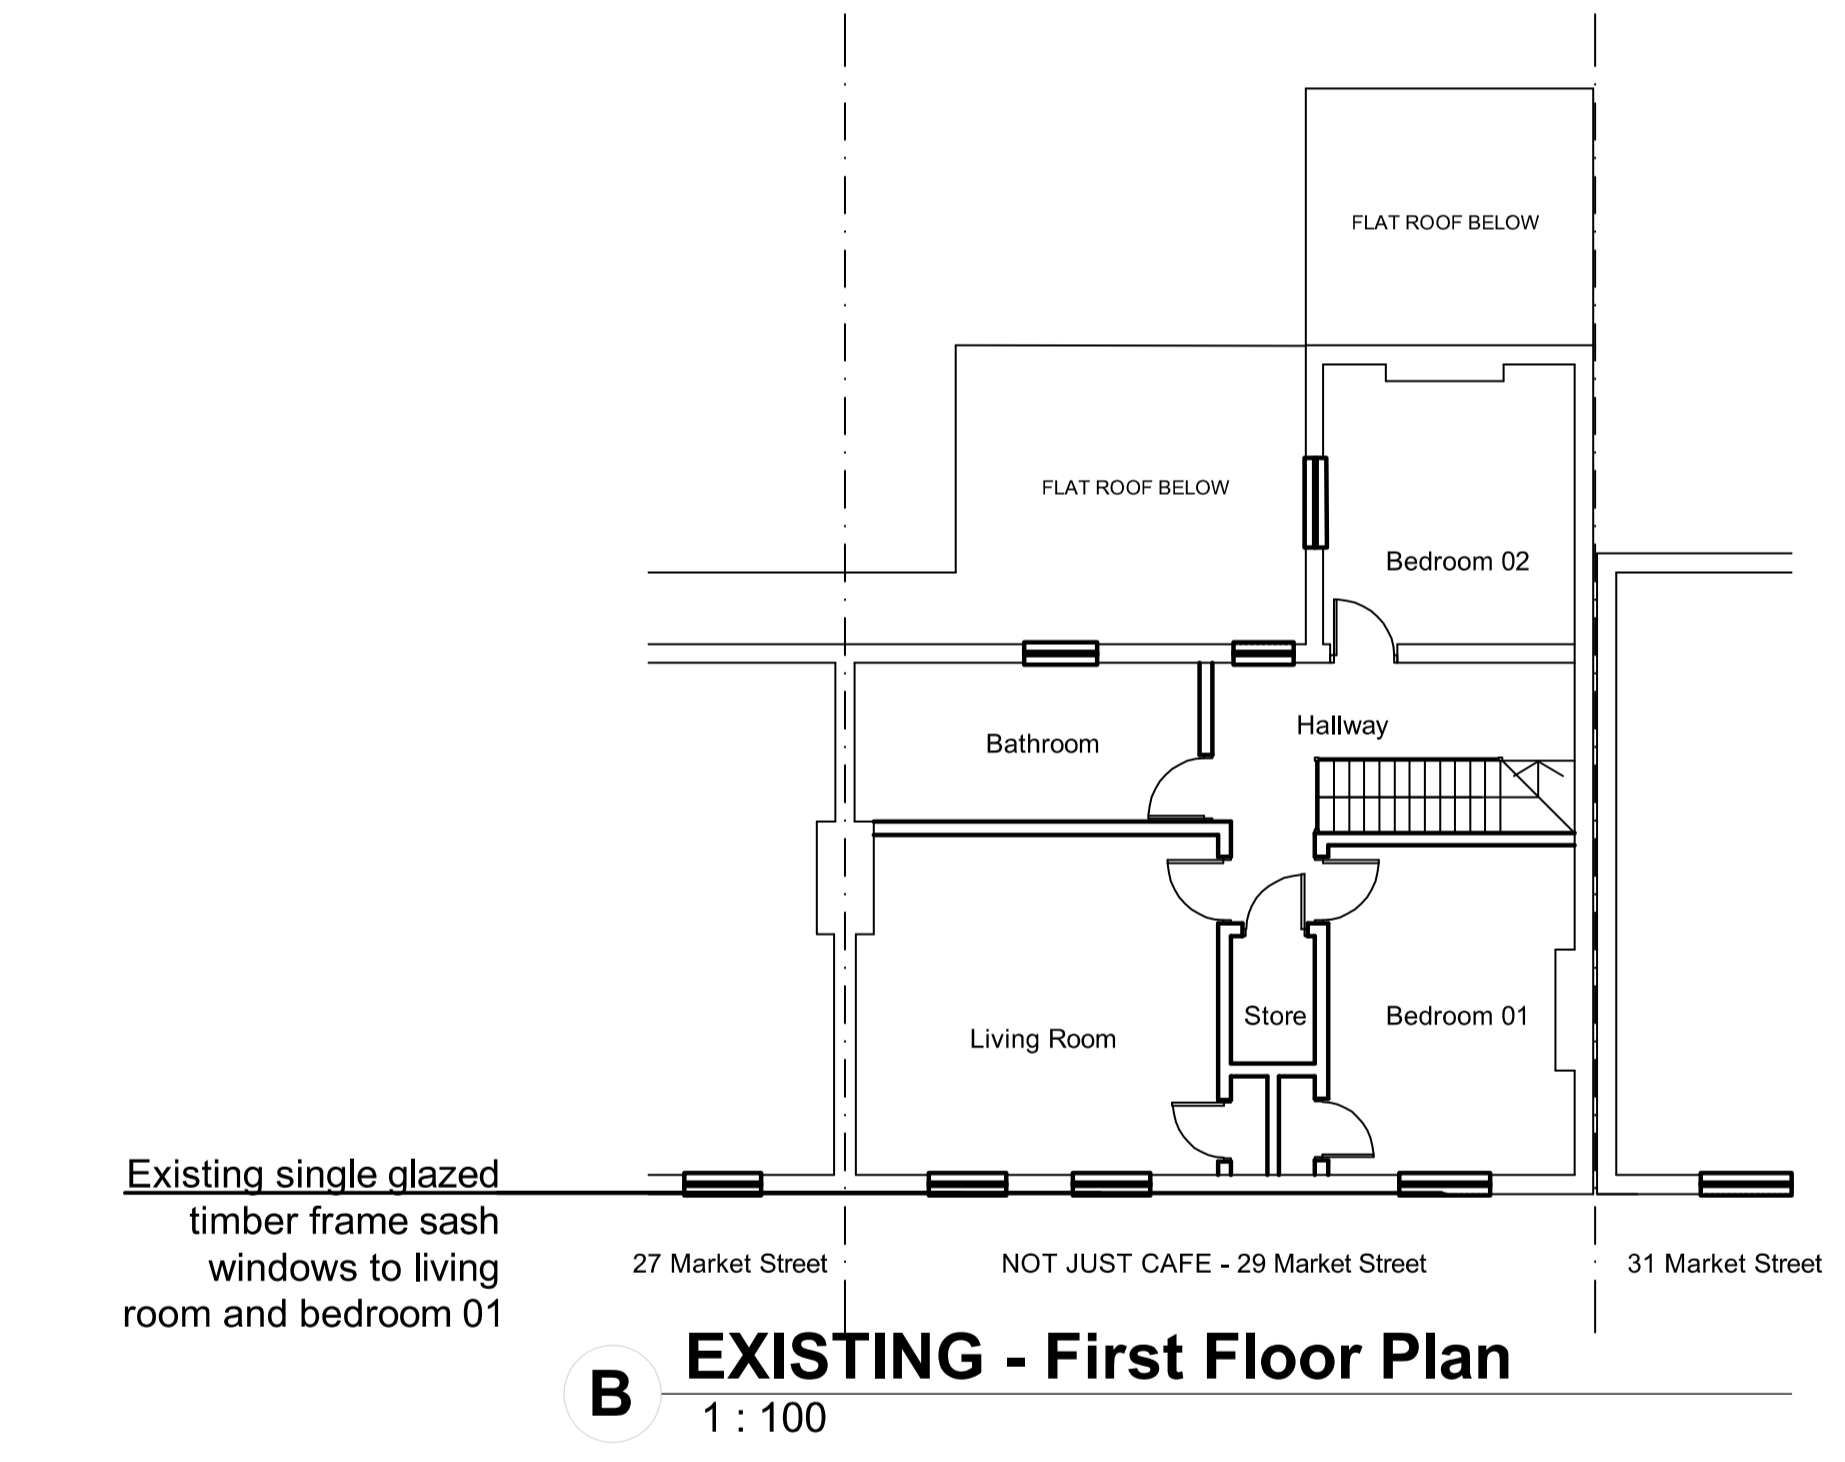 FLAT ROOF BELOW
FLAT ROOF BELOW
Bedroom 02
Hallway
Bathroom
Store
Bedroom 01
Living Room
Existing single glazed
timber frame sash
windows to living
room and bedroom 01
27 Market Street
NOT JUST CAFE - 29 Market Street
31 Market Street
B
EXISTING - First Floor Plan
1 : 100